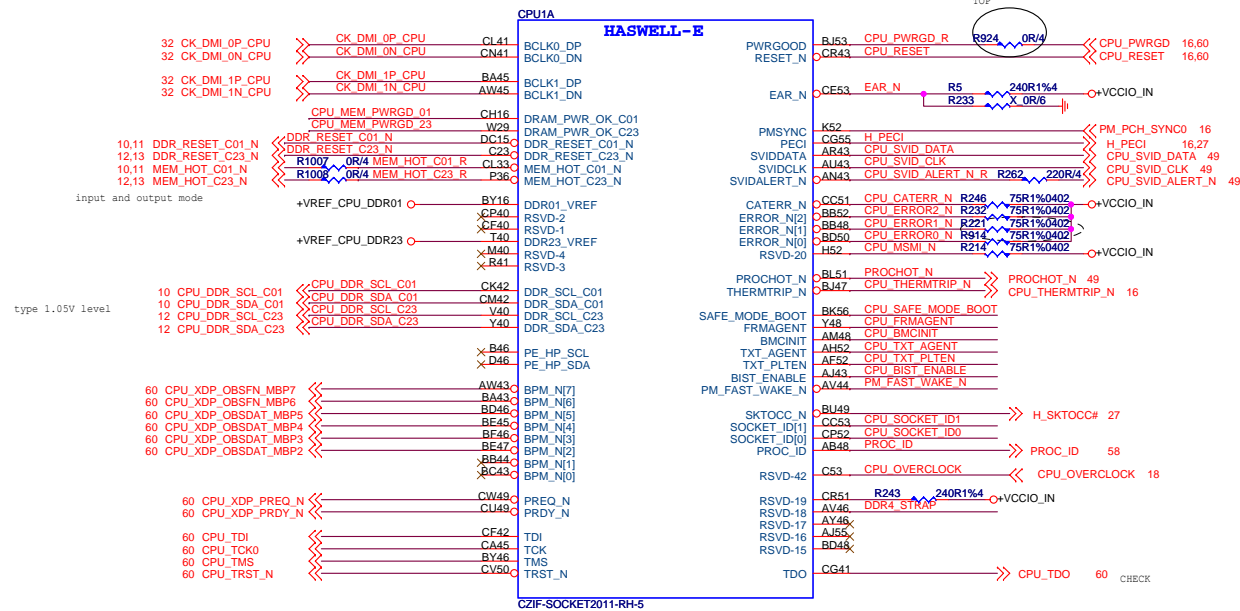 TOP
CPU1A
HASWELL-E
32 CK_DMI_0P_CPU CK_DMI_0P_CPU CL41 BCLK0_DP
32 CK_DMI_0N_CPU CK_DMI_0N_CPU CN41 BCLK0_DN
32 CK_DMI_1P_CPU CK_DMI_1P_CPU BA45 BCLK1_DP
32 CK_DMI_1N_CPU CK_DMI_1N_CPU AW45 BCLK1_DN
CPU_MEM_PWRGD_01 CH16 DRAM_PWR_OK_C01
CPU_MEM_PWRGD_23 W29 DRAM_PWR_OK_C23
10,11 DDR_RESET_C01_N DDR_RESET_C01_N DC15 DDR_RESET_C01_N
12,13 DDR_RESET_C23_N DDR_RESET_C23_N C23 DDR_RESET_C23_N
10,11 MEM_HOT_C01_N R1007 0R/4 MEM_HOT_C01_R CL33 MEM_HOT_C01_N
12,13 MEM_HOT_C23_N R1008 0R/4 MEM_HOT_C23_R P36 MEM_HOT_C23_N
input and output mode
+VREF_CPU_DDR01 BY16 DDR01_VREF
CP40 RSVD-2
CF40 RSVD-1
+VREF_CPU_DDR23 T40 DDR23_VREF
M40 RSVD-4
R41 RSVD-3
10 CPU_DDR_SCL_C01 CPU_DDR_SCL_C01 CK42 DDR_SCL_C01
type 1.05V level
10 CPU_DDR_SDA_C01 CPU_DDR_SDA_C01 CM42 DDR_SDA_C01
12 CPU_DDR_SCL_C23 CPU_DDR_SCL_C23 V40 DDR_SCL_C23
12 CPU_DDR_SDA_C23 CPU_DDR_SDA_C23 Y40 DDR_SDA_C23
B46 PE_HP_SCL
D46 PE_HP_SDA
60 CPU_XDP_OBSFN_MBP7 AW43 BPM_N[7]
60 CPU_XDP_OBSFN_MBP6 BA43 BPM_N[6]
60 CPU_XDP_OBSDAT_MBP5 BD46 BPM_N[5]
60 CPU_XDP_OBSDAT_MBP4 BE45 BPM_N[4]
60 CPU_XDP_OBSDAT_MBP3 BF46 BPM_N[3]
60 CPU_XDP_OBSDAT_MBP2 BE47 BPM_N[2]
BB44 BPM_N[1]
BC43 BPM_N[0]
60 CPU_XDP_PREQ_N CW49 PREQ_N
60 CPU_XDP_PRDY_N CU49 PRDY_N
60 CPU_TDI CF42 TDI
60 CPU_TCK0 CA45 TCK
60 CPU_TMS BY46 TMS
60 CPU_TRST_N CV50 TRST_N
PWRGOOD BJ53 CPU_PWRGD_R R924 0R/4 CPU_PWRGD 16,60
RESET_N CR43 CPU_RESET CPU_RESET 16,60
EAR_N CE53 EAR_N R5 240R1%4 +VCCIO_IN
R233 X_0R/6
PMSYNC K52 PM_PCH_SYNC0 16
PECI CG55 H_PECI H_PECI 16,27
SVIDDATA AR43 CPU_SVID_DATA CPU_SVID_DATA 49
SVIDCLK AU43 CPU_SVID_CLK CPU_SVID_CLK 49
SVIDALERT_N AN43 CPU_SVID_ALERT_N_R R262 220R/4 CPU_SVID_ALERT_N 49
CATERR_N CC51 CPU_CATERR_N R246 75R1%0402 +VCCIO_IN
ERROR_N[2] BB52 CPU_ERROR2_N R232 75R1%0402
ERROR_N[1] BB48 CPU_ERROR1_N R221 75R1%0402
ERROR_N[0] BD50 CPU_ERROR0_N R914 75R1%0402
RSVD-20 H52 CPU_MSMI_N R214 75R1%0402 +VCCIO_IN
PROCHOT_N BL51 PROCHOT_N PROCHOT_N 49
THERMTRIP_N BJ47 CPU_THERMTRIP_N CPU_THERMTRIP_N 16
SAFE_MODE_BOOT BK56 CPU_SAFE_MODE_BOOT
FRMAGENT Y48 CPU_FRMAGENT
BMCINIT AM48 CPU_BMCINIT
TXT_AGENT AH52 CPU_TXT_AGENT
TXT_PLTEN AF52 CPU_TXT_PLTEN
BIST_ENABLE AJ43 CPU_BIST_ENABLE
PM_FAST_WAKE_N AV44 PM_FAST_WAKE_N
SKTOCC_N BU49 H_SKTOCC# 27
SOCKET_ID[1] CC53 CPU_SOCKET_ID1
SOCKET_ID[0] CP52 CPU_SOCKET_ID0
PROC_ID AB48 PROC_ID PROC_ID 58
RSVD-42 C53 CPU_OVERCLOCK CPU_OVERCLOCK 18
RSVD-19 CR51 R243 240R1%4 +VCCIO_IN
RSVD-18 AV46 DDR4_STRAP
RSVD-17 AY46
RSVD-16 AJ55
RSVD-15 BD48
TDO CG41 CPU_TDO 60 CHECK
CZIF-SOCKET2011-RH-5